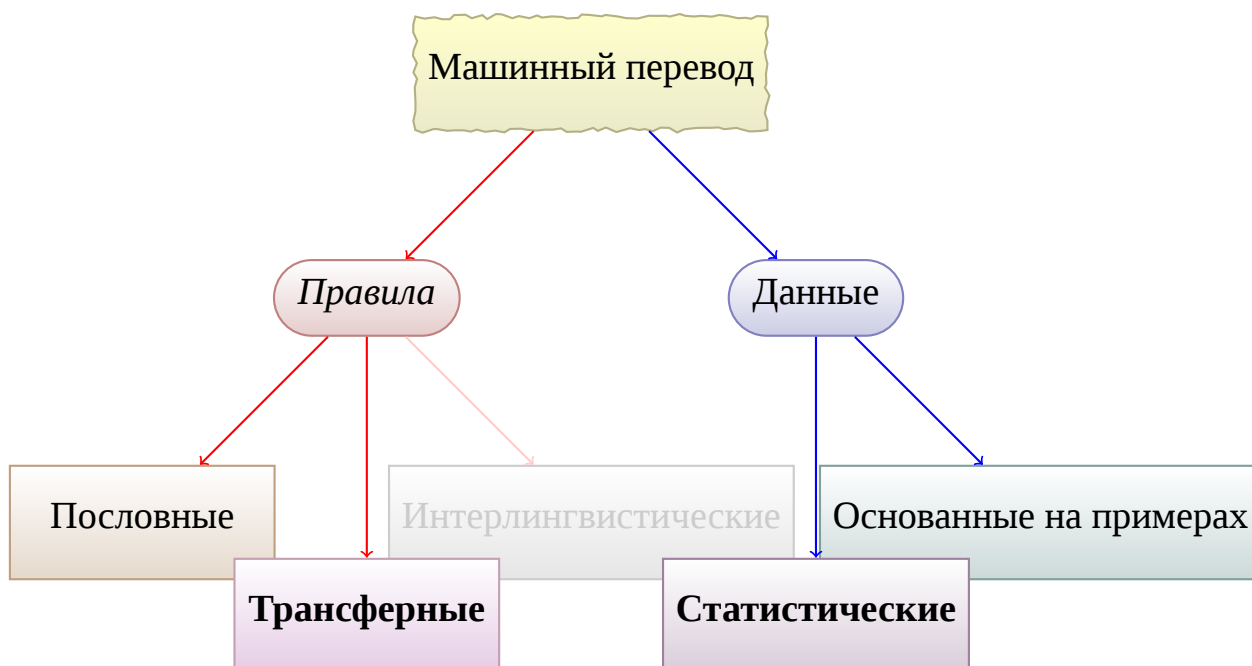 Машинный перевод
Правила
Данные
Пословные
Интерлингвистические
Основанные на примерах
Трансферные
Статистические